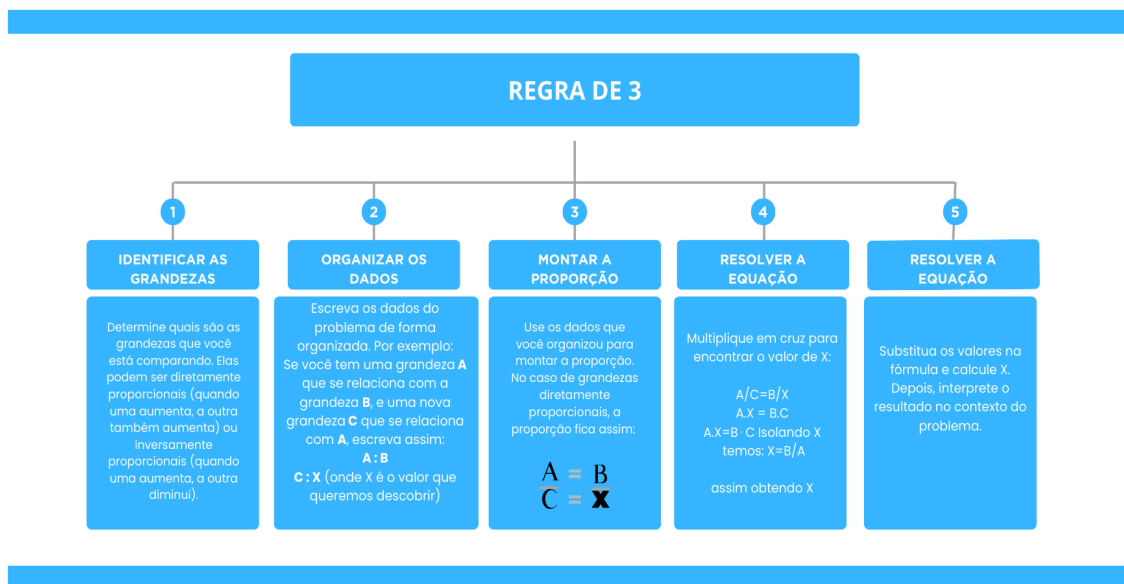 REGRA DE 3
1
IDENTIFICAR AS
GRANDEZAS
Determine quais são as
grandezas que você
está comparando. Elas
podem ser diretamente
proporcionais (quando
uma aumenta, a outra
também aumenta) ou
inversamente
proporcionais (quando
uma aumenta, a outra
diminui).
2
ORGANIZAR OS
DADOS
Escreva os dados do
problema de forma
organizada. Por exemplo:
Se você tem uma grandeza A
que se relaciona com a
grandeza B, e uma nova
grandeza C que se relaciona
com A, escreva assim:
A : B
C : X (onde X é o valor que
queremos descobrir)
3
MONTAR A
PROPORÇÃO
Use os dados que
você organizou para
montar a proporção.
No caso de grandezas
diretamente
proporcionais, a
proporção fica assim:
A = B
C = X
4
RESOLVER A
EQUAÇÃO
Multiplique em cruz para
encontrar o valor de X:
A/C=B/X
A.X = B.C
A.X=B · C Isolando X
temos: X=B/A
assim obtendo X
5
RESOLVER A
EQUAÇÃO
Substitua os valores na
fórmula e calcule X.
Depois, interprete o
resultado no contexto do
problema.